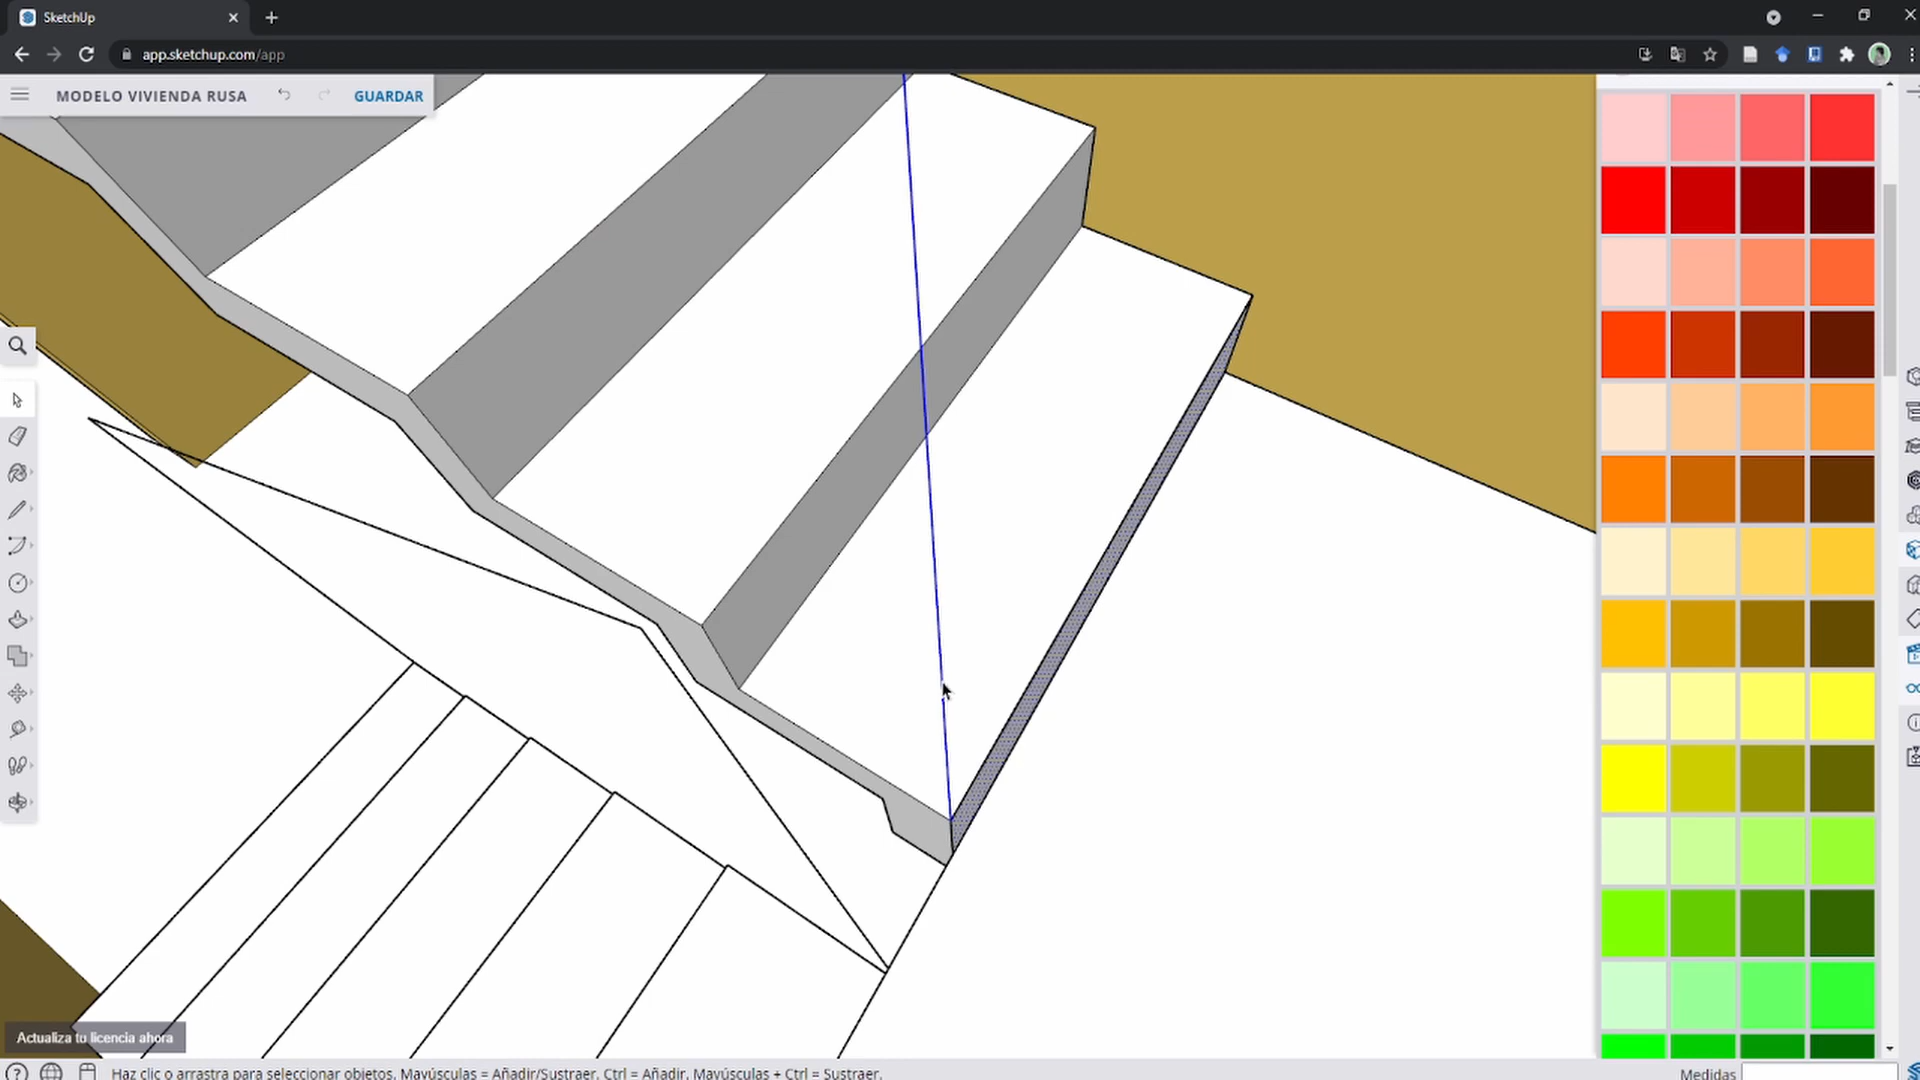 SketchUp
app.sketchup.com/app
MODELO VIVIENDA RUSA
GUARDAR
Actualiza tu licencia ahora
Haz clic o arrastra para seleccionar objetos. Mayúsculas = Añadir/Sustraer. Ctrl = Añadir. Mayúsculas + Ctrl = Sustraer.
Medidas